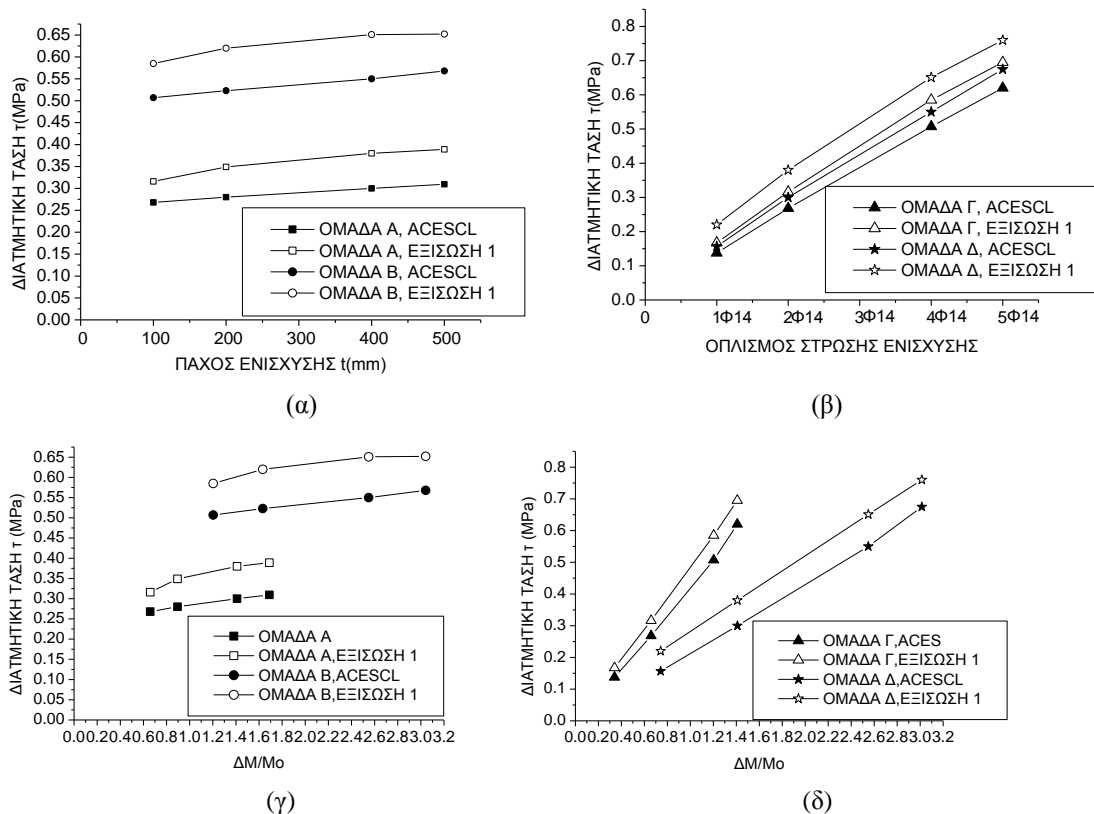 ΔΙΑΤΜΗΤΙΚΗ ΤΑΣΗ τ(MPa)
0.65
0.60
0.55
0.50
0.45
0.40
0.35
0.30
0.25
0.20
0.15
0.10
0.05
0.00
0 100 200 300 400 500
ΠΑΧΟΣ ΕΝΙΣΧΥΣΗΣ t(mm)
ΟΜΑΔΑ Α, ACESCL
ΟΜΑΔΑ Α, ΕΞΙΣΩΣΗ 1
ΟΜΑΔΑ Β, ACESCL
ΟΜΑΔΑ Β, ΕΞΙΣΩΣΗ 1
(α)
ΔΙΑΤΜΗΤΙΚΗ ΤΑΣΗ τ(MPa)
0.8
0.7
0.6
0.5
0.4
0.3
0.2
0.1
0.0
0 1Φ14 2Φ14 3Φ14 4Φ14 5Φ14
ΟΠΛΙΣΜΟΣ ΣΤΡΩΣΗΣ ΕΝΙΣΧΥΣΗΣ
ΟΜΑΔΑ Γ, ACESCL
ΟΜΑΔΑ Γ, ΕΞΙΣΩΣΗ 1
ΟΜΑΔΑ Δ, ACESCL
ΟΜΑΔΑ Δ, ΕΞΙΣΩΣΗ 1
(β)
ΔΙΑΤΜΗΤΙΚΗ ΤΑΣΗ τ (MPa)
0.65
0.60
0.55
0.50
0.45
0.40
0.35
0.30
0.25
0.20
0.15
0.10
0.05
0.00
0.00.20.40.60.81.01.21.41.61.82.02.22.42.62.83.03.2
ΔΜ/Μο
ΟΜΑΔΑ Α
ΟΜΑΔΑ Α,ΕΞΙΣΩΣΗ 1
ΟΜΑΔΑ Β,ACESCL
ΟΜΑΔΑ Β,ΕΞΙΣΩΣΗ 1
(γ)
ΔΙΑΤΜΗΤΙΚΗ ΤΑΣΗ τ (MPa)
0.8
0.7
0.6
0.5
0.4
0.3
0.2
0.1
0.0
0.00.20.40.60.81.01.21.41.61.82.02.22.42.62.83.03.2
ΔΜ/Μο
ΟΜΑΔΑ Γ,ACES
ΟΜΑΔΑ Γ,ΕΞΙΣΩΣΗ 1
ΟΜΑΔΑ Δ,ACESCL
ΟΜΑΔΑ Δ,ΕΞΙΣΩΣΗ 1
(δ)